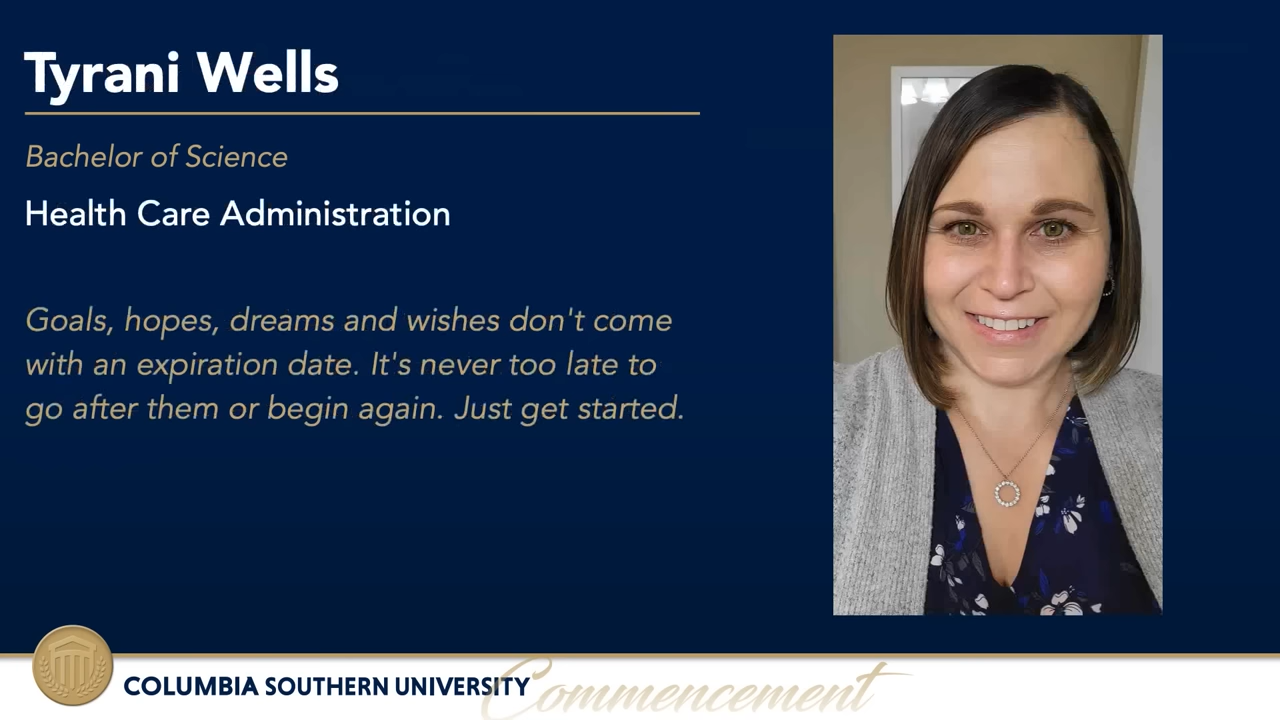 Tyrani Wells
Bachelor of Science
Health Care Administration
Goals, hopes, dreams and wishes don't come
with an expiration date. It's never too late to
go after them or begin again. Just get started.
COLUMBIA SOUTHERN UNIVERSITY
Commencement